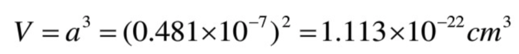 V = a³ = (0.481×10⁻⁷)² = 1.113×10⁻²² cm³